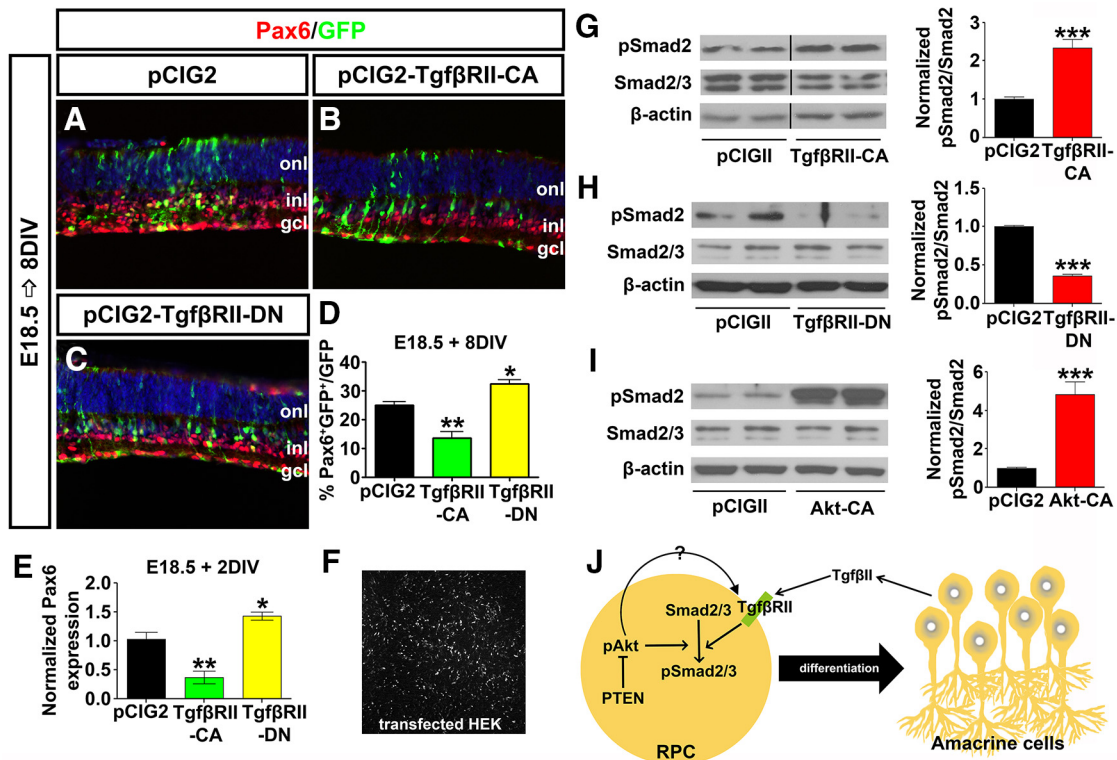 Pax6/GFP
pCIG2
pCIG2-TgfβRII-CA
E18.5 ⇨ 8DIV
A
onl
inl
gcl
B
onl
inl
gcl
pCIG2-TgfβRII-DN
C
onl
inl
gcl
D
E18.5 + 8DIV
% Pax6+GFP+/GFP
40
30
20
10
0
**
*
pCIG2
TgfβRII
-CA
TgfβRII
-DN
E
E18.5 + 2DIV
Normalized Pax6
expression
2.0
1.5
1.0
0.5
0.0
**
*
pCIG2
TgfβRII
-CA
TgfβRII
-DN
F
transfected HEK
G
pSmad2
Smad2/3
β-actin
pCIGII
TgfβRII-CA
Normalized
pSmad2/Smad2
3
2
1
0
***
pCIG2
TgfβRII-
CA
H
pSmad2
Smad2/3
β-actin
pCIGII
TgfβRII-DN
Normalized
pSmad2/Smad2
1.5
1.0
0.5
0.0
***
pCIG2
TgfβRII-
DN
I
pSmad2
Smad2/3
β-actin
pCIGII
Akt-CA
Normalized
pSmad2/Smad2
6
4
2
0
***
pCIG2
Akt-CA
J
?
TgfβII
Smad2/3
TgfβRII
pAkt
pSmad2/3
PTEN
RPC
differentiation
Amacrine cells